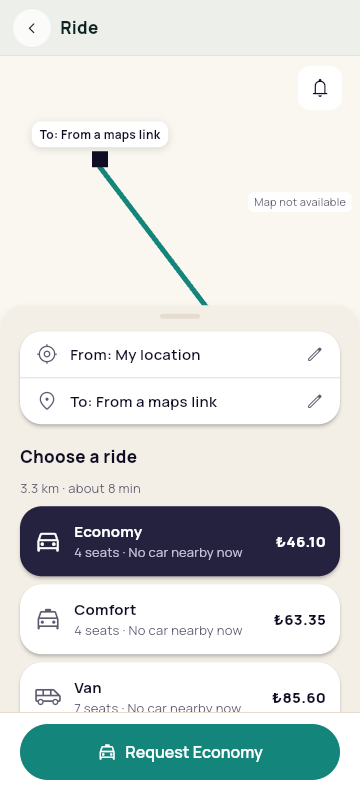 Ride
To: From a maps link
Map not available
From: My location
To: From a maps link
Choose a ride
3.3 km · about 8 min
Economy
4 seats · No car nearby now
₺46.10
Comfort
4 seats · No car nearby now
₺63.35
Van
7 seats · No car nearby now
₺85.60
Request Economy